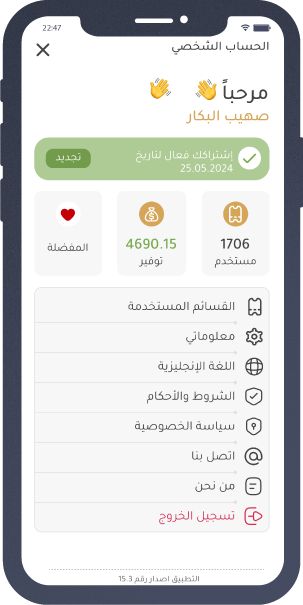 22:47
الحساب الشخصي
مرحباً
صهيب البكار
إشتراكك فعال لتاريخ
25.05.2024
تجديد
1706
مستخدم
4690.15
توفير
المفضلة
القسائم المستخدمة
معلوماتي
اللغة الإنجليزية
الشروط والأحكام
سياسة الخصوصية
اتصل بنا
من نحن
تسجيل الخروج
التطبيق اصدار رقم 15.3